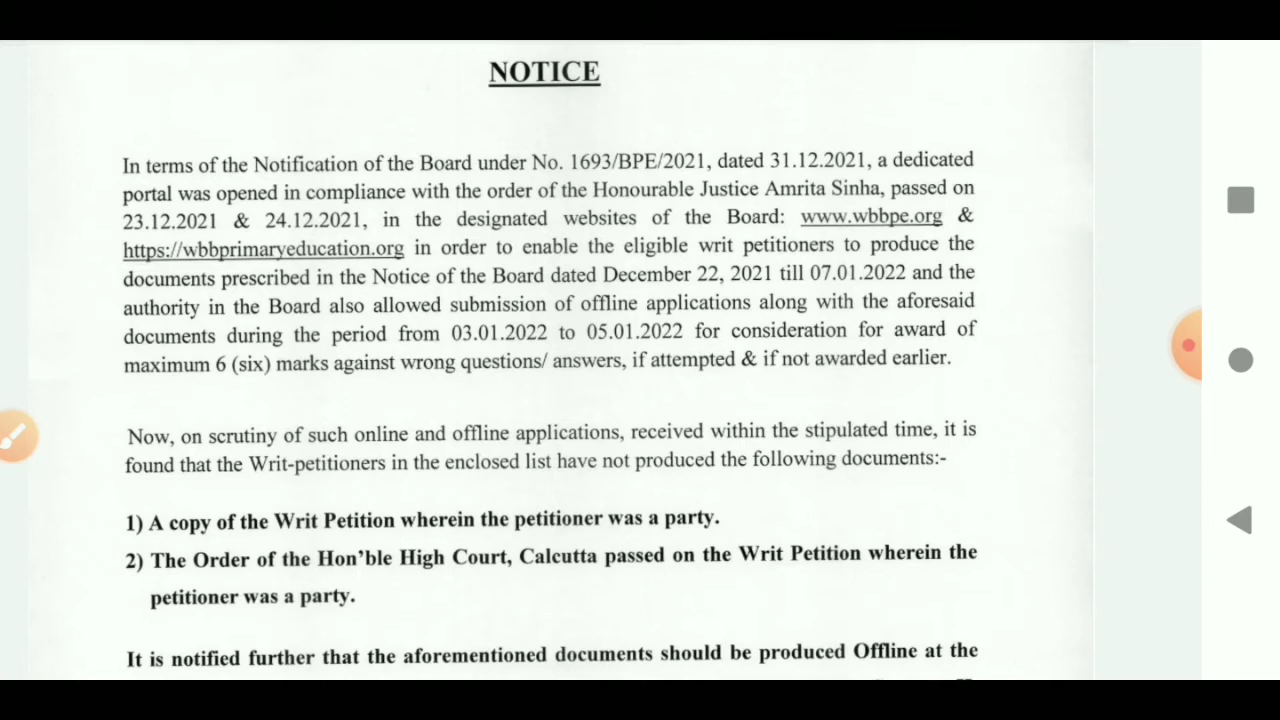 NOTICE
In terms of the Notification of the Board under No. 1693/BPE/2021, dated 31.12.2021, a dedicated
portal was opened in compliance with the order of the Honourable Justice Amrita Sinha, passed on
23.12.2021 & 24.12.2021, in the designated websites of the Board: www.wbbpe.org &
https://wbbprimaryeducation.org in order to enable the eligible writ petitioners to produce the
documents prescribed in the Notice of the Board dated December 22, 2021 till 07.01.2022 and the
authority in the Board also allowed submission of offline applications along with the aforesaid
documents during the period from 03.01.2022 to 05.01.2022 for consideration for award of
maximum 6 (six) marks against wrong questions/ answers, if attempted & if not awarded earlier.
Now, on scrutiny of such online and offline applications, received within the stipulated time, it is
found that the Writ-petitioners in the enclosed list have not produced the following documents:-
1) A copy of the Writ Petition wherein the petitioner was a party.
2) The Order of the Hon'ble High Court, Calcutta passed on the Writ Petition wherein the
petitioner was a party.
It is notified further that the aforementioned documents should be produced Offline at the